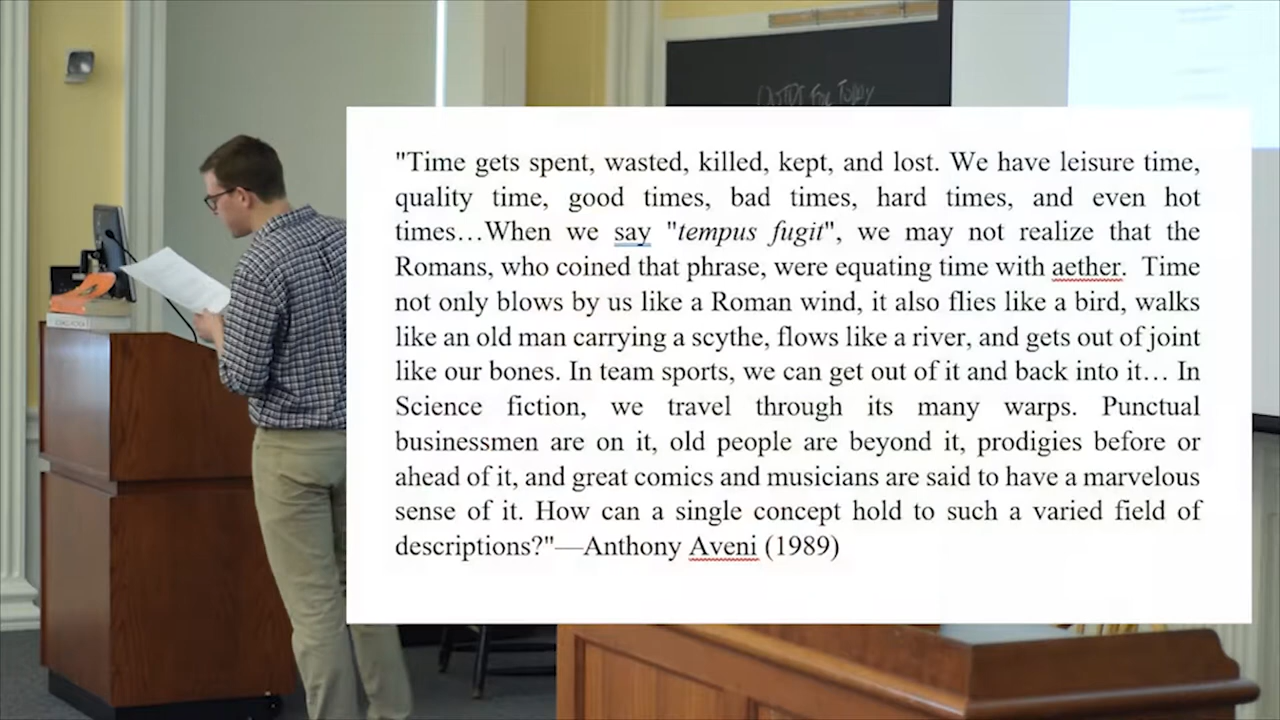 QUOTE FOR TODAY
"Time gets spent, wasted, killed, kept, and lost. We have leisure time,
quality time, good times, bad times, hard times, and even hot
times…When we say "tempus fugit", we may not realize that the
Romans, who coined that phrase, were equating time with aether. Time
not only blows by us like a Roman wind, it also flies like a bird, walks
like an old man carrying a scythe, flows like a river, and gets out of joint
like our bones. In team sports, we can get out of it and back into it… In
Science fiction, we travel through its many warps. Punctual
businessmen are on it, old people are beyond it, prodigies before or
ahead of it, and great comics and musicians are said to have a marvelous
sense of it. How can a single concept hold to such a varied field of
descriptions?"—Anthony Aveni (1989)